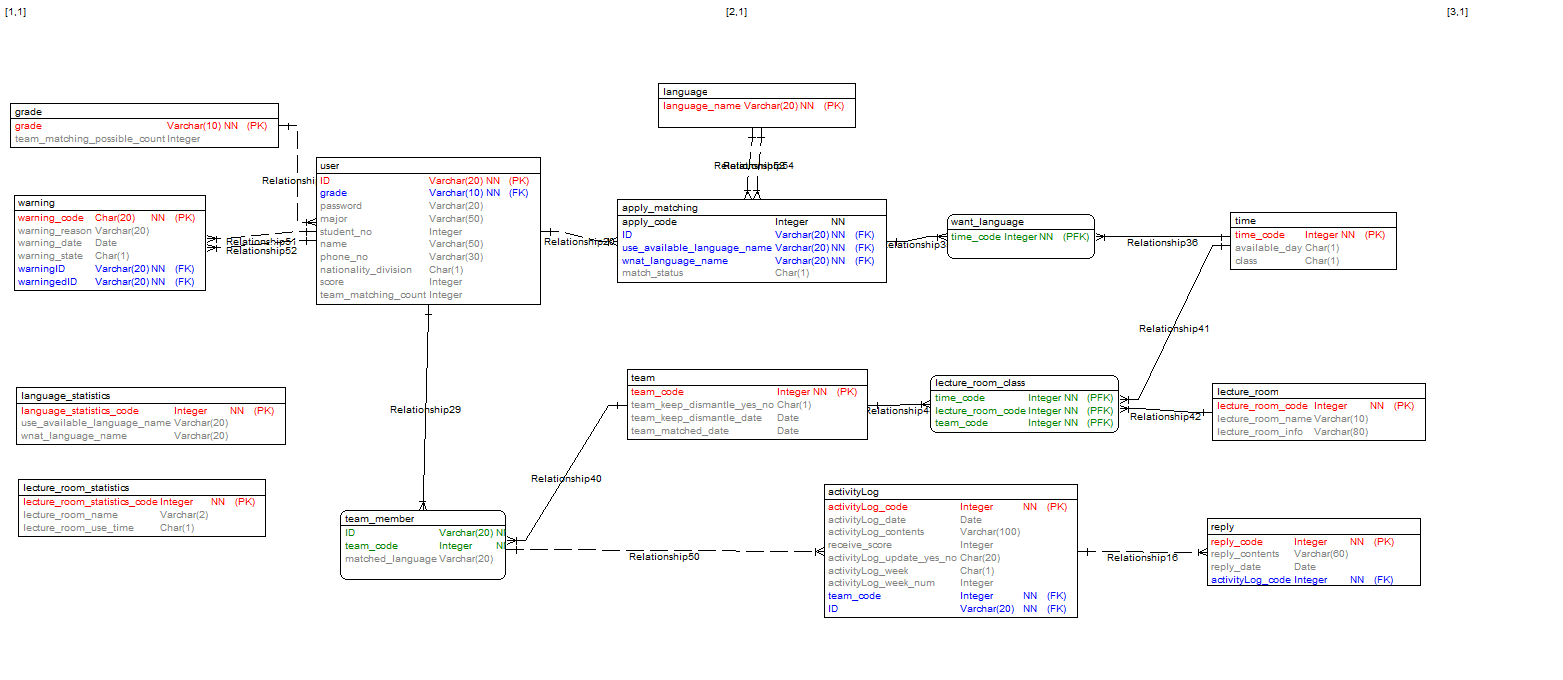 [1,1]
[2,1]
[3,1]
grade
grade Varchar(10) NN (PK)
team_matching_possible_count Integer
language
language_name Varchar(20) NN (PK)
user
ID Varchar(20) NN (PK)
grade Varchar(10) NN (FK)
password Varchar(20)
major Varchar(50)
student_no Integer
name Varchar(50)
phone_no Varchar(30)
nationality_division Char(1)
score Integer
team_matching_count Integer
Relationshi
warning
warning_code Char(20) NN (PK)
warning_reason Varchar(20)
warning_date Date
warning_state Char(1)
warningID Varchar(20) NN (FK)
warningedID Varchar(20) NN (FK)
Relationship51
Relationship52
apply_matching
apply_code Integer NN
ID Varchar(20) NN (FK)
use_available_language_name Varchar(20) NN (FK)
wnat_language_name Varchar(20) NN (FK)
match_status Char(1)
want_language
time_code Integer NN (PFK)
elationship3
Relationship36
time
time_code Integer NN (PK)
available_day Char(1)
class Char(1)
Relationship41
Relationship29
language_statistics
language_statistics_code Integer NN (PK)
use_available_language_name Varchar(20)
wnat_language_name Varchar(20)
team
team_code Integer NN (PK)
team_keep_dismantle_yes_no Char(1)
team_keep_dismantle_date Date
team_matched_date Date
Relationship4
lecture_room_class
time_code Integer NN (PFK)
lecture_room_code Integer NN (PFK)
team_code Integer NN (PFK)
Relationship42
lecture_room
lecture_room_code Integer NN (PK)
lecture_room_name Varchar(10)
lecture_room_info Varchar(80)
Relationship40
lecture_room_statistics
lecture_room_statistics_code Integer NN (PK)
lecture_room_name Varchar(2)
lecture_room_use_time Char(1)
team_member
ID Varchar(20)
team_code Integer
matched_language Varchar(20)
Relationship50
activityLog
activityLog_code Integer NN (PK)
activityLog_date Date
activityLog_contents Varchar(100)
receive_score Integer
activityLog_update_yes_no Char(20)
activityLog_week Char(1)
activityLog_week_num Integer
team_code Integer NN (FK)
ID Varchar(20) NN (FK)
Relationship16
reply
reply_code Integer NN (PK)
reply_contents Varchar(60)
reply_date Date
activityLog_code Integer NN (FK)